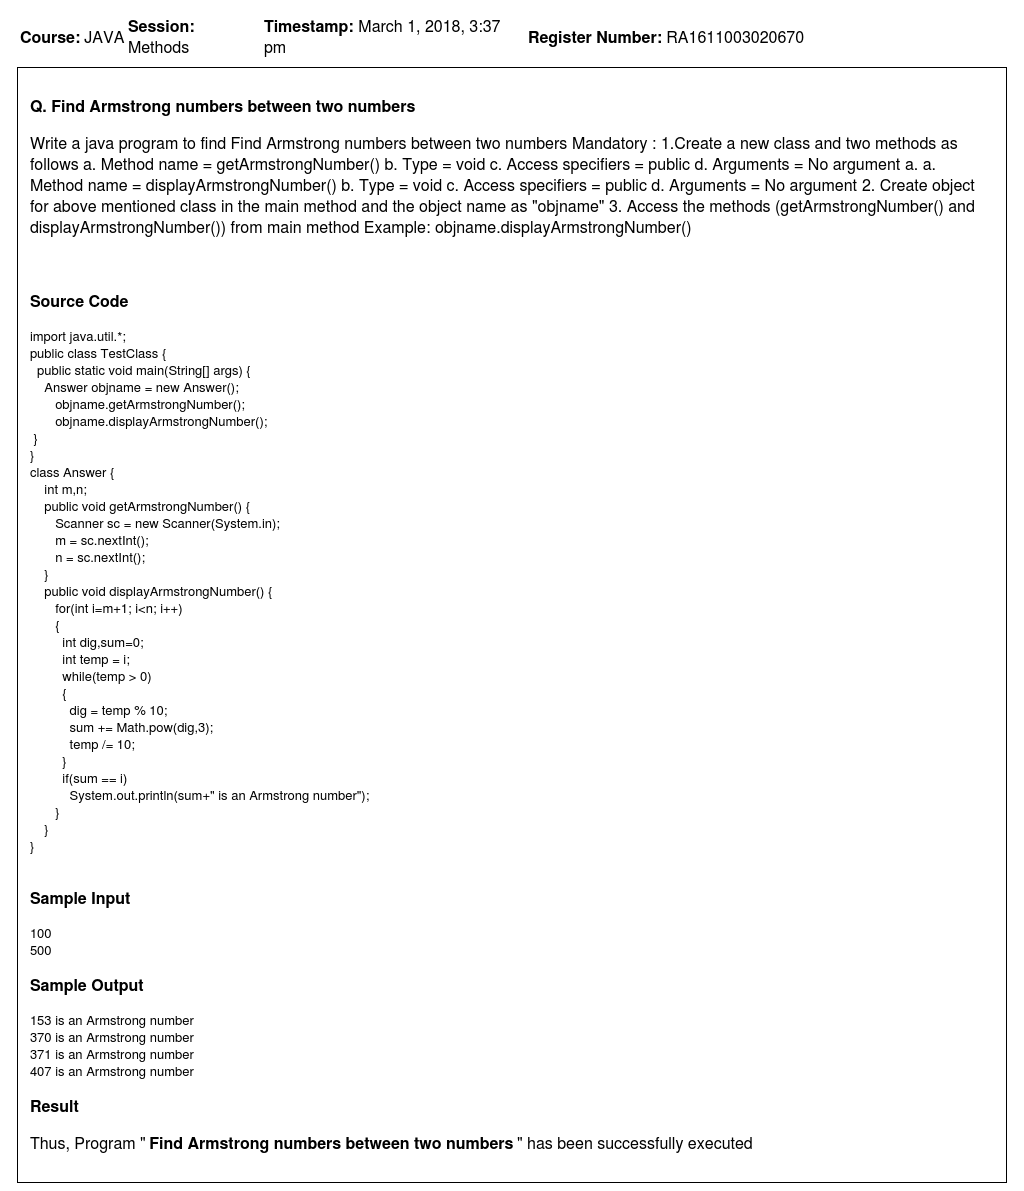 Course: JAVA Session: Methods Timestamp: March 1, 2018, 3:37 pm Register Number: RA1611003020670
Q. Find Armstrong numbers between two numbers
Write a java program to find Find Armstrong numbers between two numbers Mandatory : 1.Create a new class and two methods as
follows a. Method name = getArmstrongNumber() b. Type = void c. Access specifiers = public d. Arguments = No argument a. a.
Method name = displayArmstrongNumber() b. Type = void c. Access specifiers = public d. Arguments = No argument 2. Create object
for above mentioned class in the main method and the object name as "objname" 3. Access the methods (getArmstrongNumber() and
displayArmstrongNumber()) from main method Example: objname.displayArmstrongNumber()
Source Code
import java.util.*;
public class TestClass {
  public static void main(String[] args) {
    Answer objname = new Answer();
       objname.getArmstrongNumber();
       objname.displayArmstrongNumber();
 }
}
class Answer {
    int m,n;
    public void getArmstrongNumber() {
       Scanner sc = new Scanner(System.in);
       m = sc.nextInt();
       n = sc.nextInt();
    }
    public void displayArmstrongNumber() {
       for(int i=m+1; i<n; i++)
       {
         int dig,sum=0;
         int temp = i;
         while(temp > 0)
         {
           dig = temp % 10;
           sum += Math.pow(dig,3);
           temp /= 10;
         }
         if(sum == i)
           System.out.println(sum+" is an Armstrong number");
       }
    }
}
Sample Input
100
500
Sample Output
153 is an Armstrong number
370 is an Armstrong number
371 is an Armstrong number
407 is an Armstrong number
Result
Thus, Program " Find Armstrong numbers between two numbers " has been successfully executed